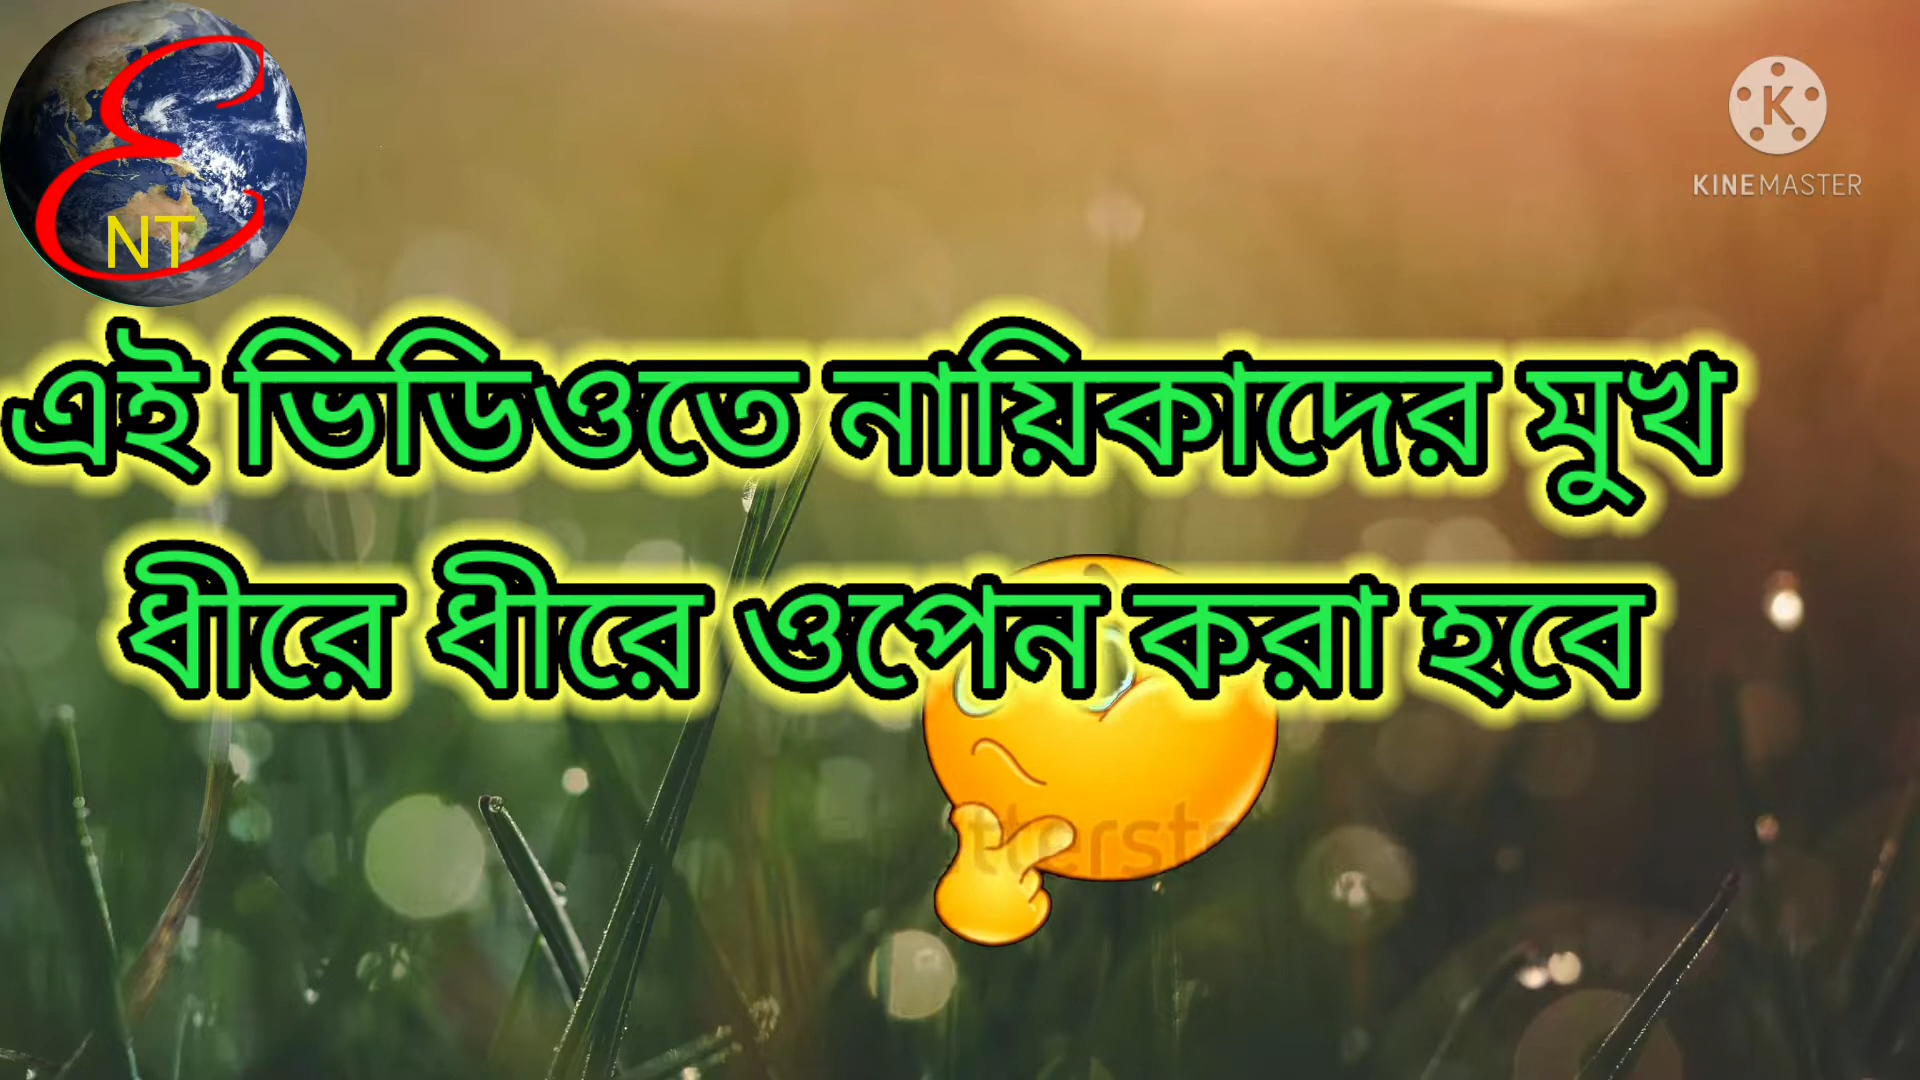 ε
NT
K
KINEMASTER
এই ভিডিওতে নায়িকাদের মুখ
ধীরে ধীরে ওপেন করা হবে